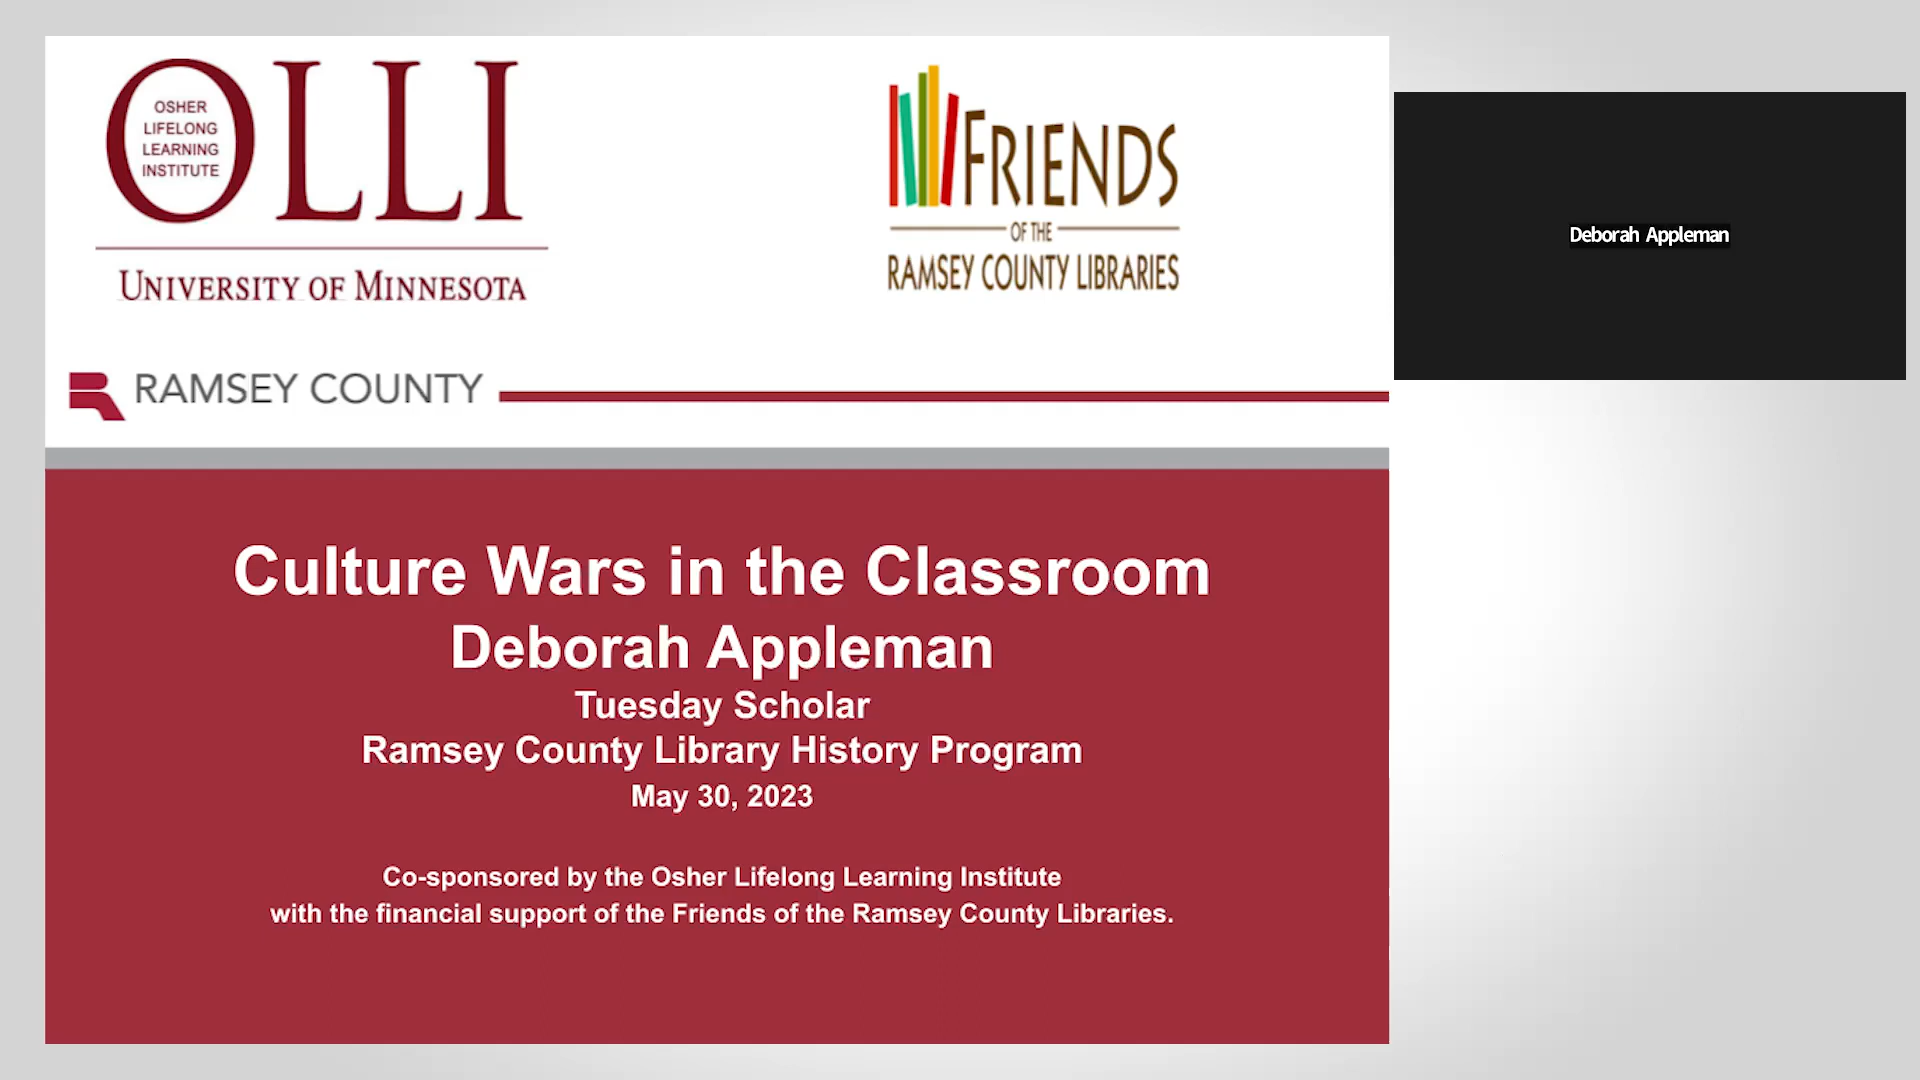 OLLI
OSHER
LIFELONG
LEARNING
INSTITUTE
UNIVERSITY OF MINNESOTA
FRIENDS
OF THE
RAMSEY COUNTY LIBRARIES
RAMSEY COUNTY
Culture Wars in the Classroom
Deborah Appleman
Tuesday Scholar
Ramsey County Library History Program
May 30, 2023
Co-sponsored by the Osher Lifelong Learning Institute
with the financial support of the Friends of the Ramsey County Libraries.
Deborah Appleman